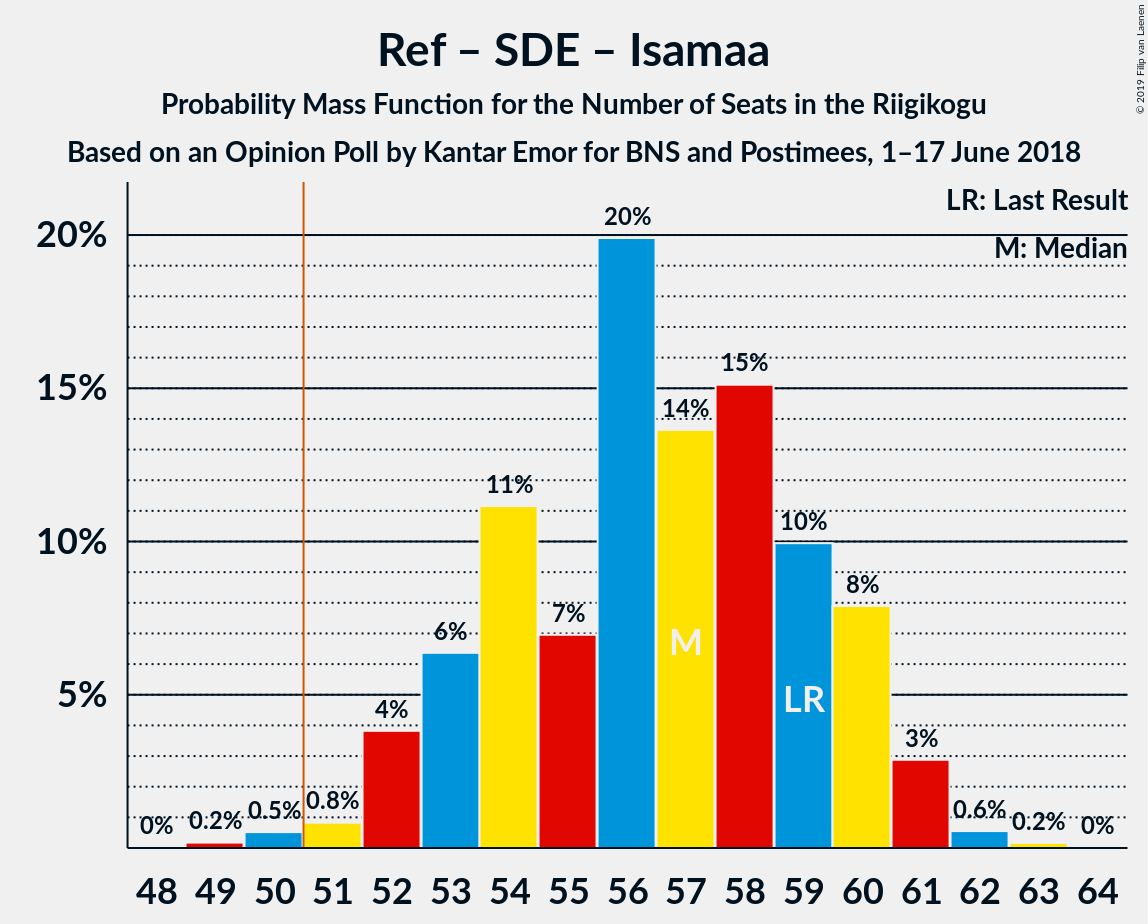 Ref – SDE – Isamaa
Probability Mass Function for the Number of Seats in the Riigikogu
Based on an Opinion Poll by Kantar Emor for BNS and Postimees, 1–17 June 2018
© 2019 Filip van Laenen
LR: Last Result
M: Median
20%
15%
10%
5%
0%
0.2%
0.5%
0.8%
4%
6%
11%
7%
20%
14%
15%
10%
8%
3%
0.6%
0.2%
0%
M
LR
48 49 50 51 52 53 54 55 56 57 58 59 60 61 62 63 64